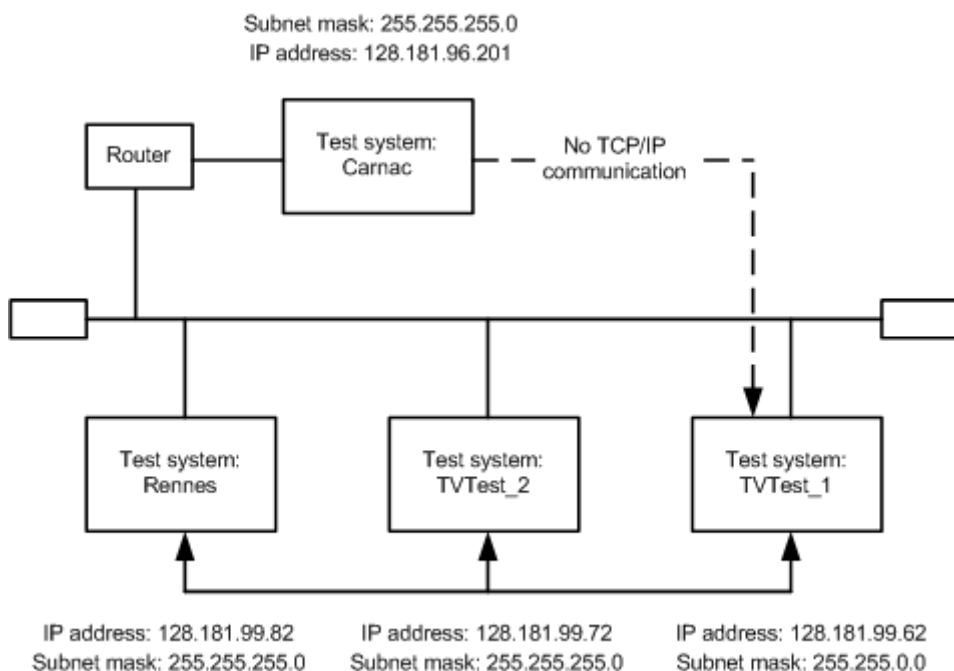 Subnet mask: 255.255.255.0
IP address: 128.181.96.201
Router
Test system:
Carnac
No TCP/IP
communication
Test system:
Rennes
Test system:
TVTest_2
Test system:
TVTest_1
IP address: 128.181.99.82
Subnet mask: 255.255.255.0
IP address: 128.181.99.72
Subnet mask: 255.255.255.0
IP address: 128.181.99.62
Subnet mask: 255.255.0.0